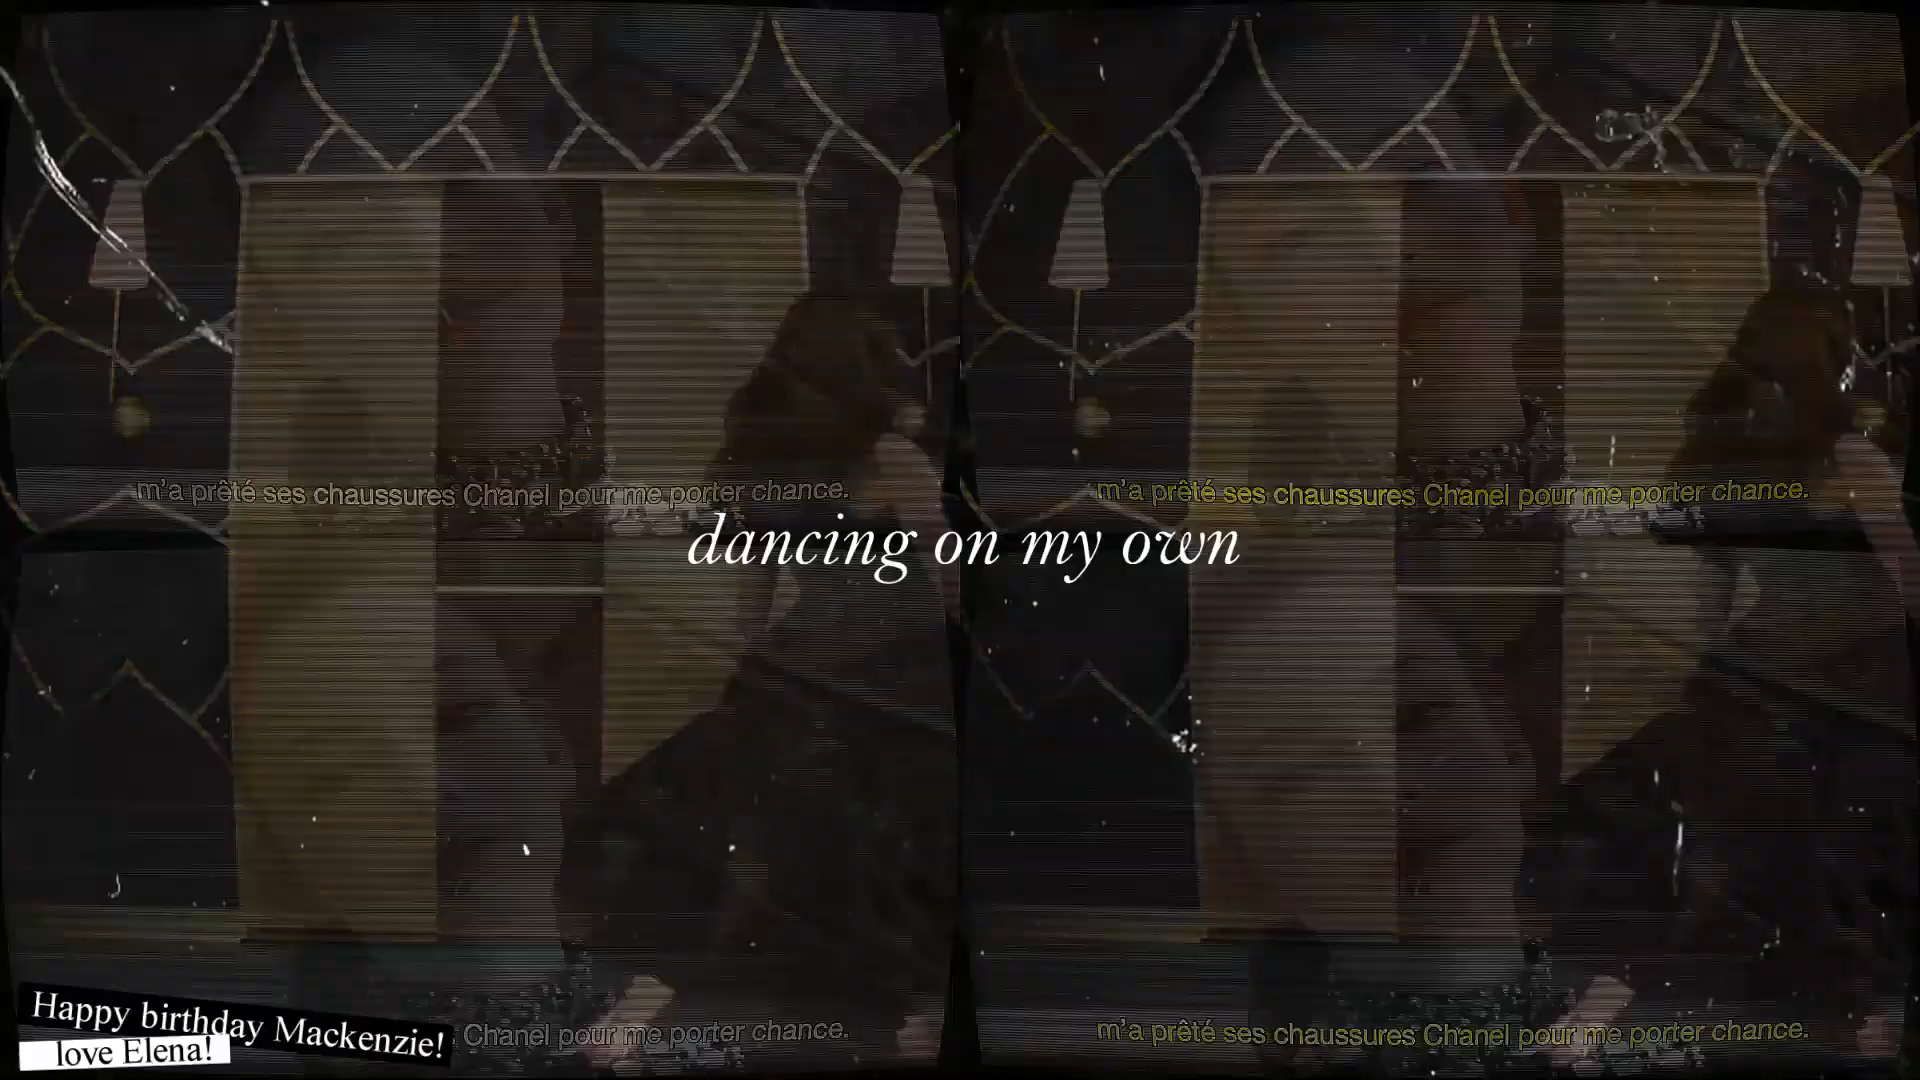 m'a prêté ses chaussures Chanel pour me porter chance.
m'a prêté ses chaussures Chanel pour me porter chance.
dancing on my own
Happy birthday Mackenzie!
love Elena!
Chanel pour me porter chance.
m'a prêté ses chaussures Chanel pour me porter chance.